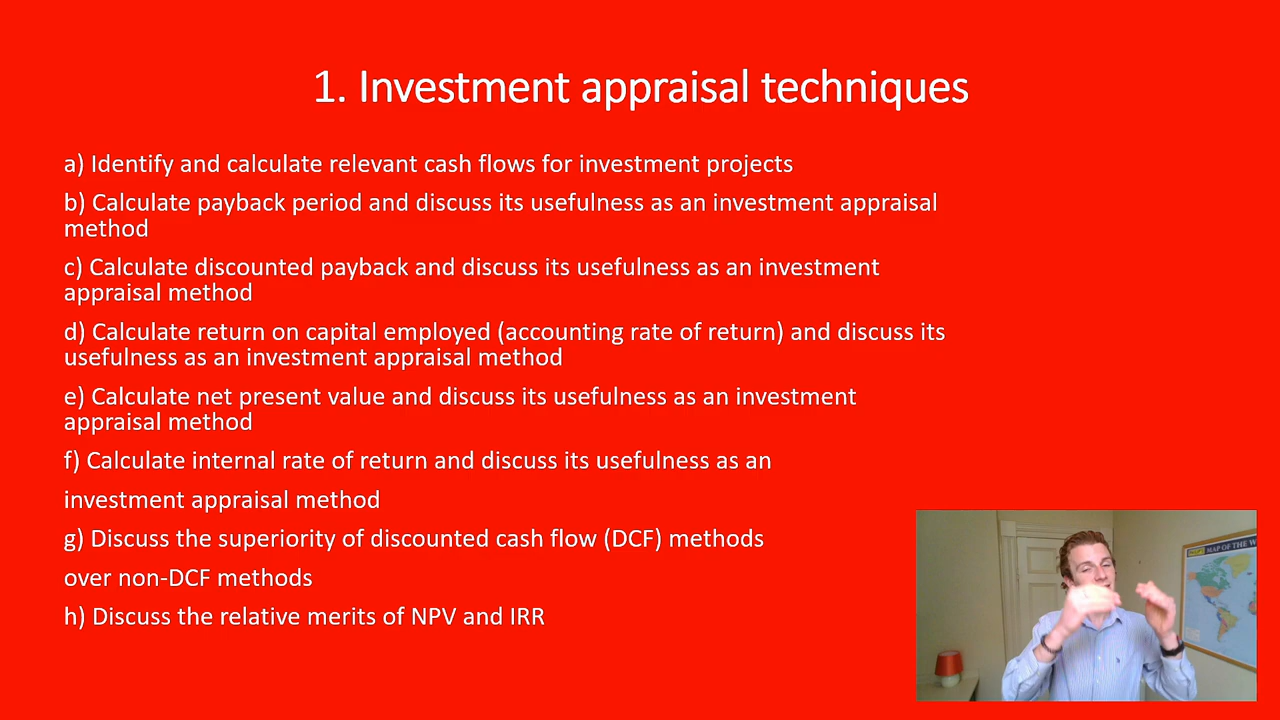 1. Investment appraisal techniques
a) Identify and calculate relevant cash flows for investment projects
b) Calculate payback period and discuss its usefulness as an investment appraisal
method
c) Calculate discounted payback and discuss its usefulness as an investment
appraisal method
d) Calculate return on capital employed (accounting rate of return) and discuss its
usefulness as an investment appraisal method
e) Calculate net present value and discuss its usefulness as an investment
appraisal method
f) Calculate internal rate of return and discuss its usefulness as an
investment appraisal method
g) Discuss the superiority of discounted cash flow (DCF) methods
over non-DCF methods
h) Discuss the relative merits of NPV and IRR
MAP OF THE W